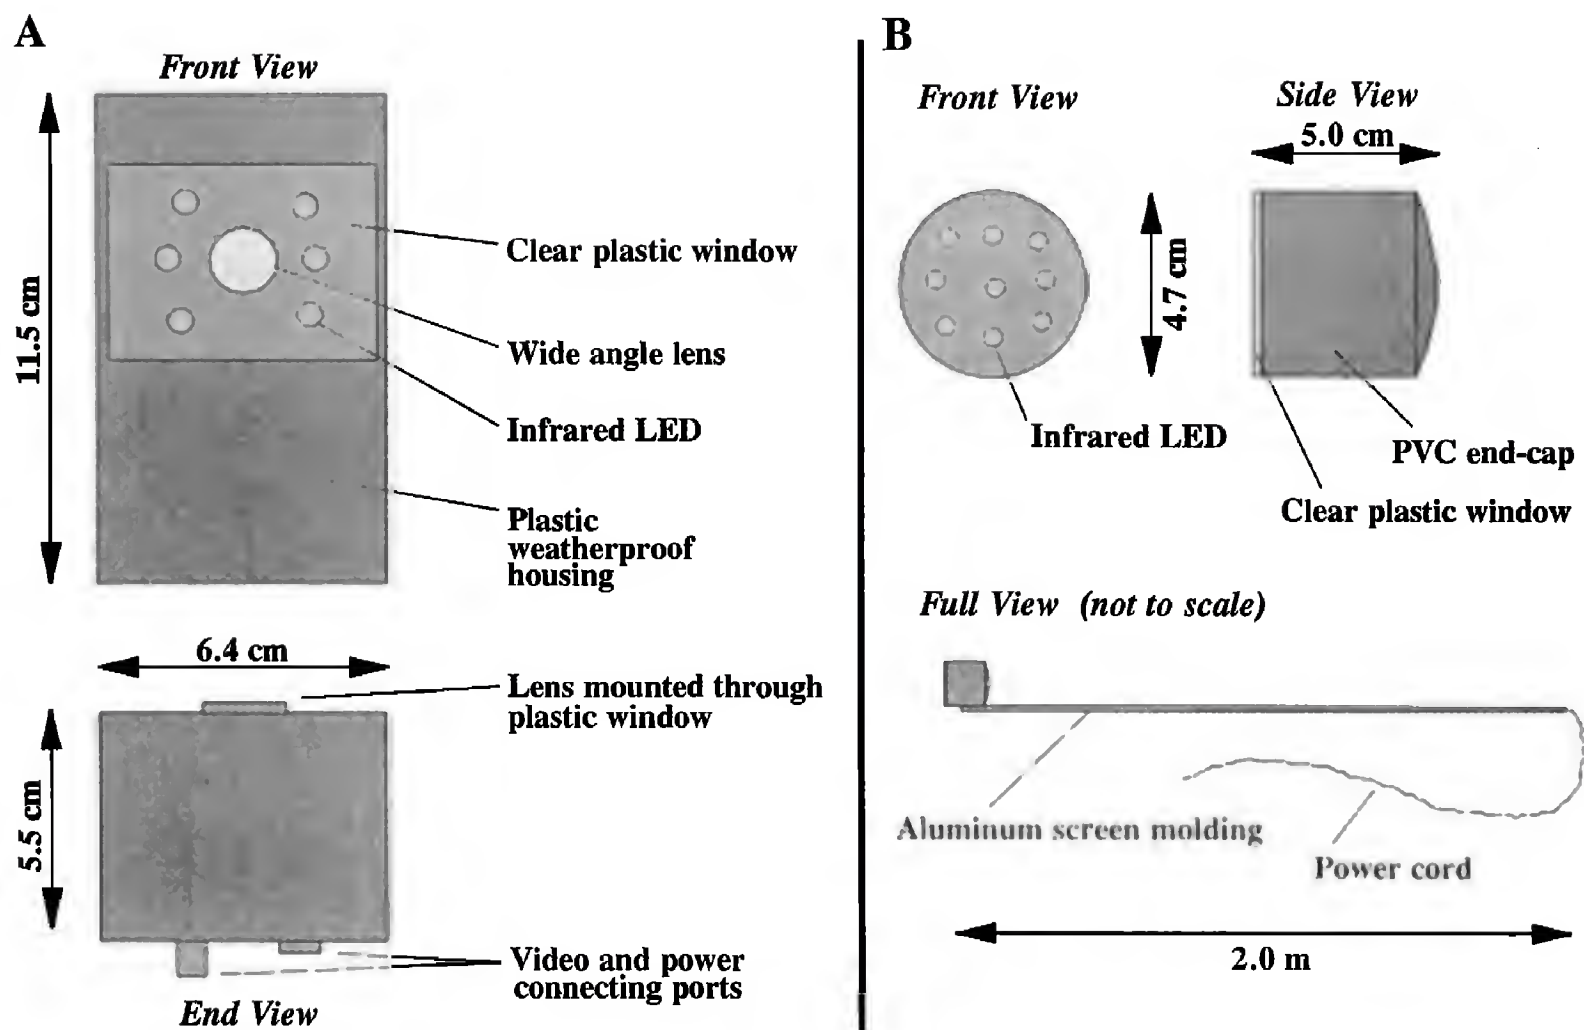 A
Front View
11.5 cm
Clear plastic window
Wide angle lens
Infrared LED
Plastic
weatherproof
housing
6.4 cm
Lens mounted through
plastic window
5.5 cm
Video and power
connecting ports
End View
B
Front View
Side View
5.0 cm
4.7 cm
Infrared LED
PVC end-cap
Clear plastic window
Full View (not to scale)
Aluminum screen molding
Power cord
2.0 m